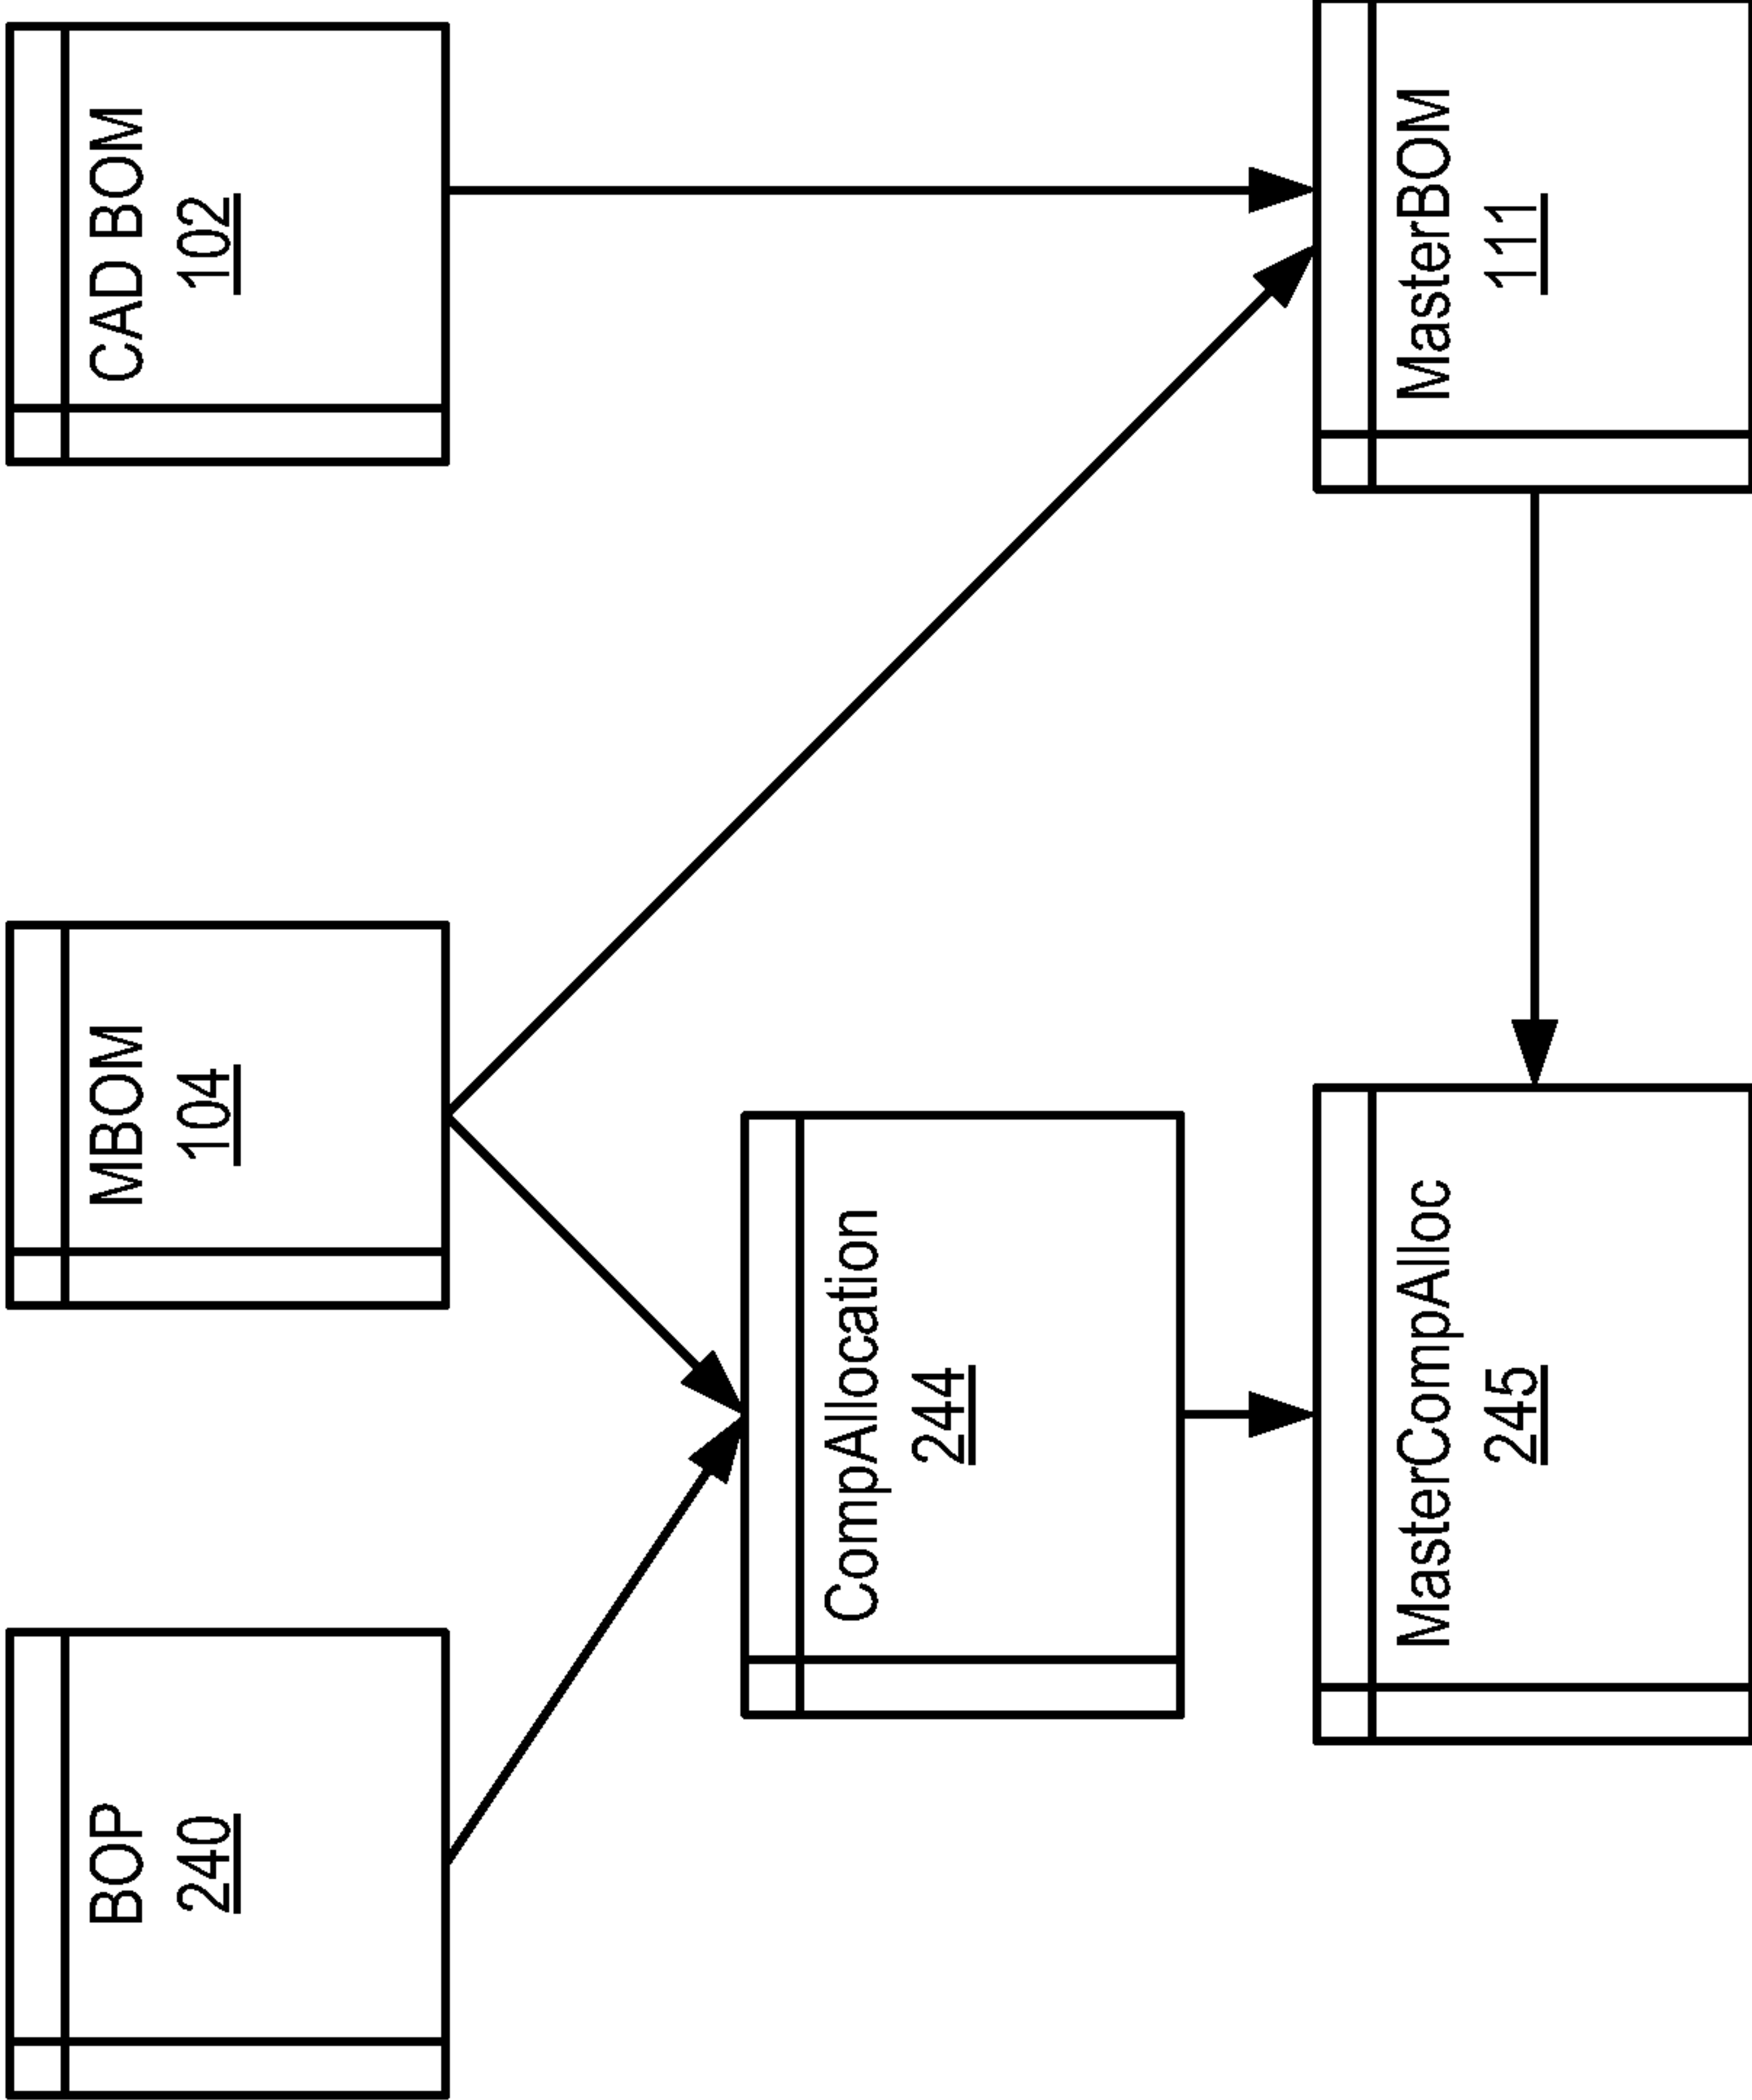 BOP
240
MBOM
104
CAD BOM
102
CompAllocation
244
MasterCompAlloc
245
MasterBOM
111